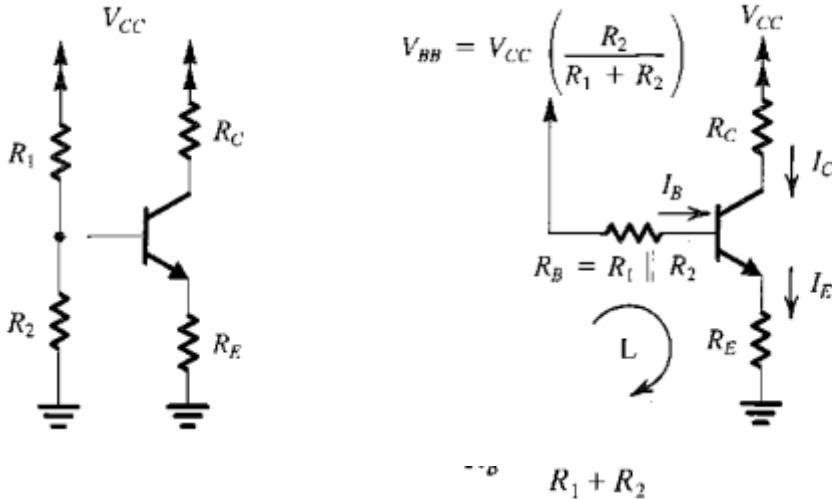 V_CC
R_1
R_C
R_2
R_E
V_BB = V_CC ( R_2 / R_1 + R_2 )
V_CC
R_C
I_C
I_B
R_B = R_1 || R_2
I_E
L
R_E
R_1 + R_2